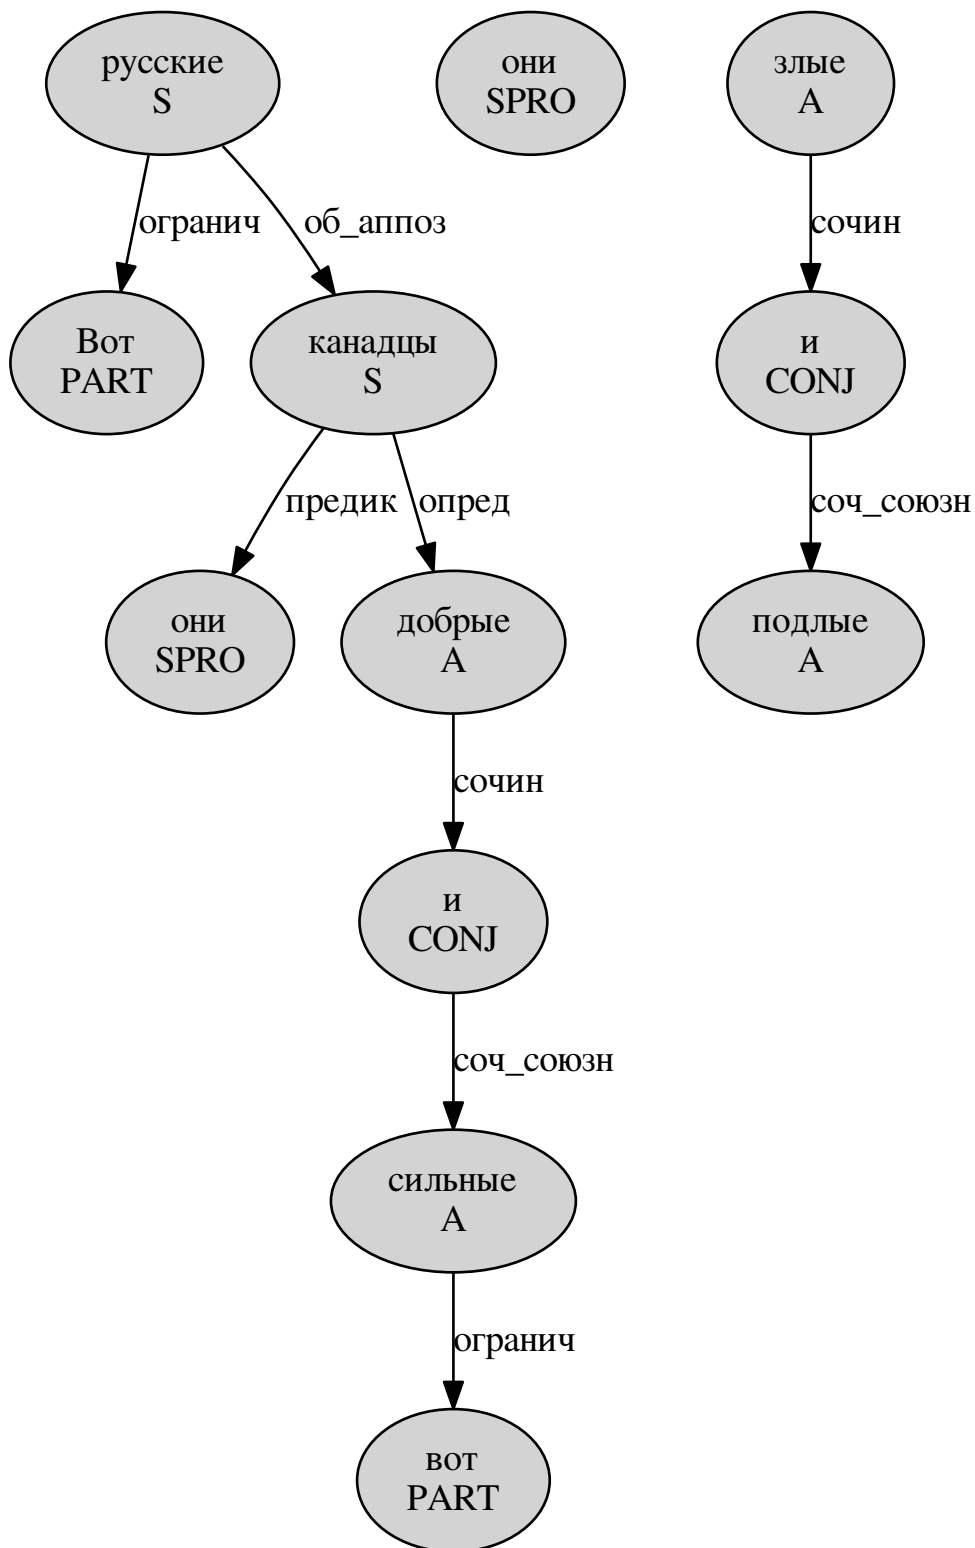 русские
S
они
SPRO
злые
A
огранич
об_аппоз
сочин
Вот
PART
канадцы
S
и
CONJ
предик
опред
соч_союзн
они
SPRO
добрые
A
подлые
A
сочин
и
CONJ
соч_союзн
сильные
A
огранич
вот
PART